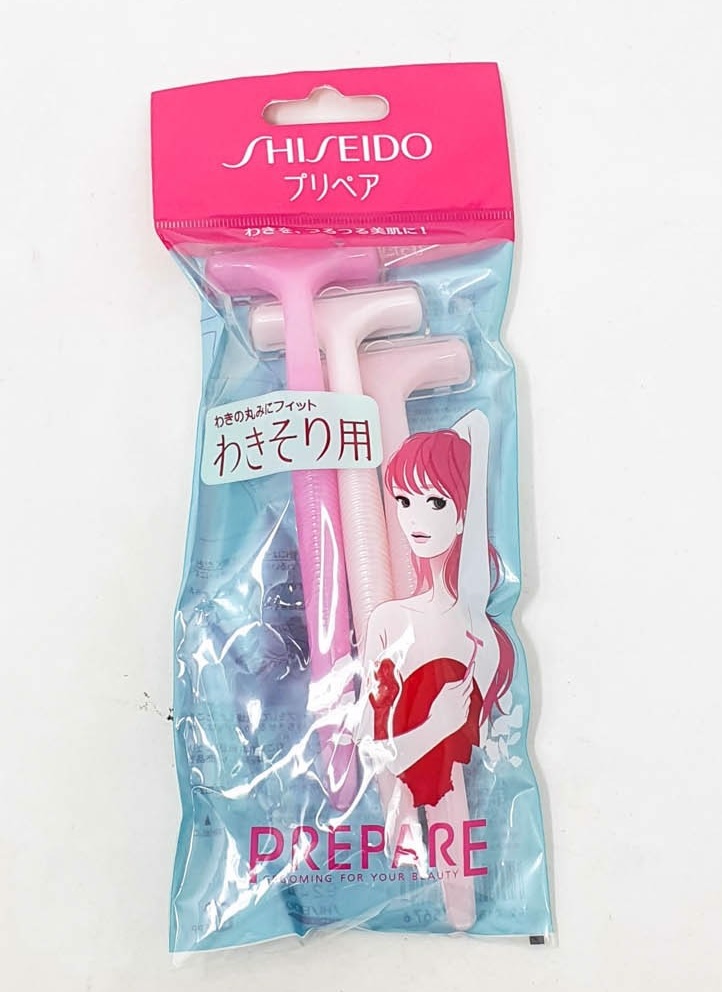 SHISEIDO
プリペア
わきを、つるつる美肌に!
わきの丸みにフィット
わきそり用
PREPARE
GROOMING FOR YOUR BEAUTY